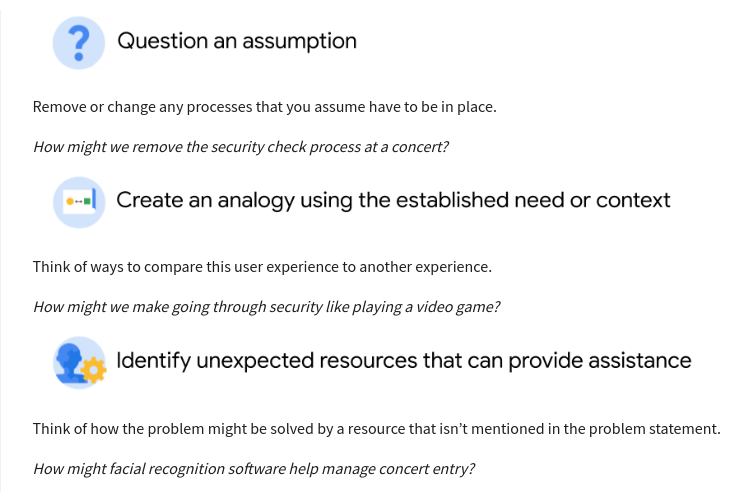 Question an assumption
Remove or change any processes that you assume have to be in place.
How might we remove the security check process at a concert?
Create an analogy using the established need or context
Think of ways to compare this user experience to another experience.
How might we make going through security like playing a video game?
Identify unexpected resources that can provide assistance
Think of how the problem might be solved by a resource that isn’t mentioned in the problem statement.
How might facial recognition software help manage concert entry?